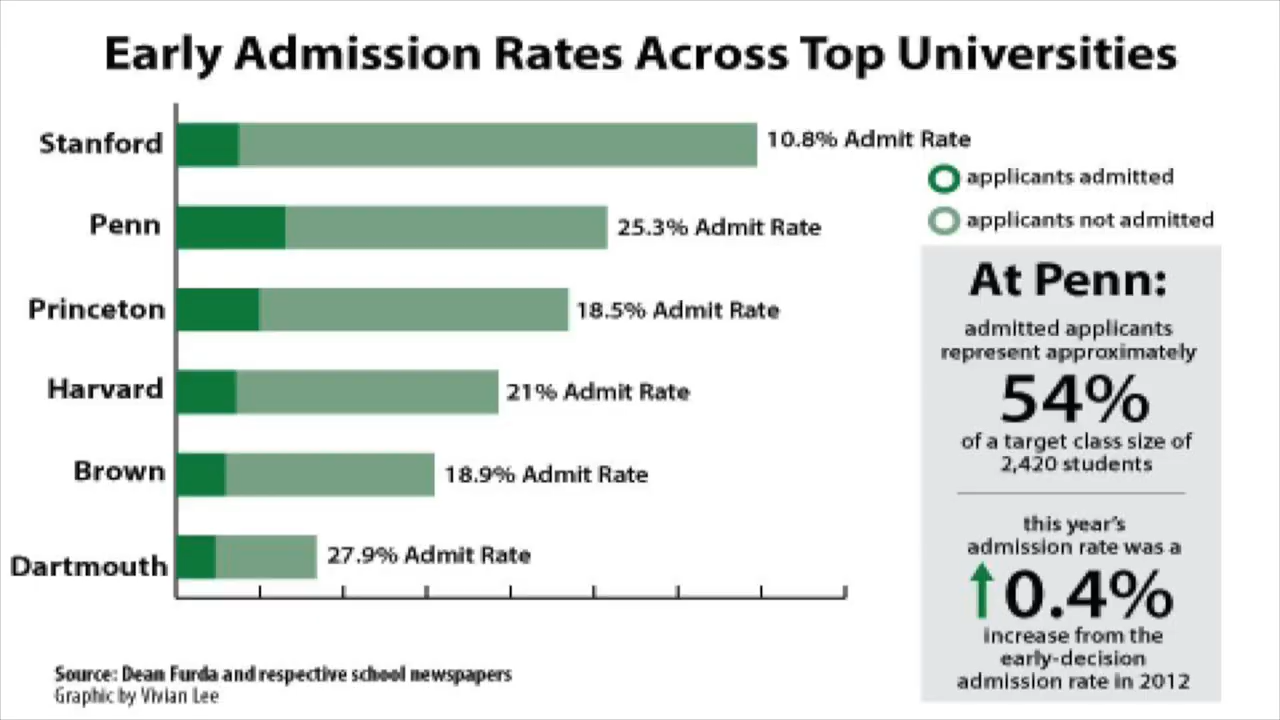 Early Admission Rates Across Top Universities
Stanford
10.8% Admit Rate
Penn
25.3% Admit Rate
Princeton
18.5% Admit Rate
Harvard
21% Admit Rate
Brown
18.9% Admit Rate
Dartmouth
27.9% Admit Rate
applicants admitted
applicants not admitted
At Penn:
admitted applicants
represent approximately
54%
of a target class size of
2,420 students
this year's
admission rate was a
0.4%
increase from the
early-decision
admission rate in 2012
Source: Dean Furda and respective school newspapers
Graphic by Vivian Lee